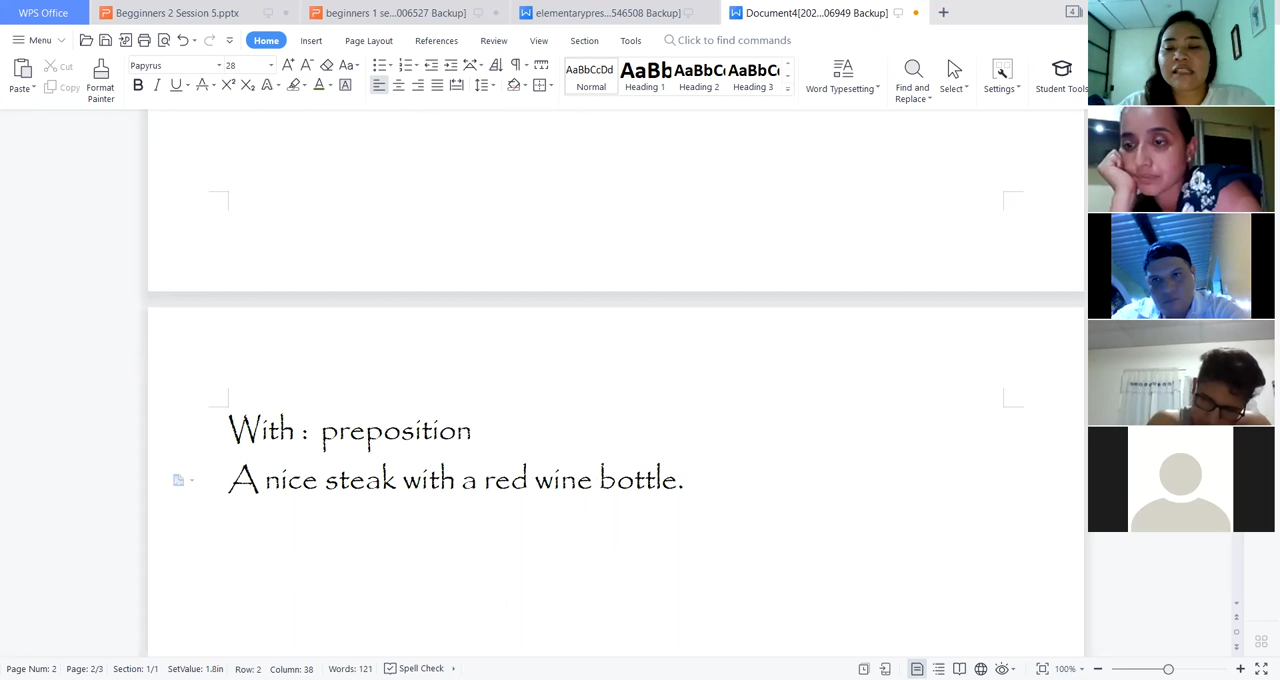 WPS Office
Begginners 2 Session 5.pptx
beginners 1 se...006527 Backup]
elementarypres...546508 Backup]
Document4[202...06949 Backup]
4
Menu
Home
Insert
Page Layout
References
Review
View
Section
Tools
Click to find commands
Paste
Cut
Copy
Format Painter
Papyrus
28
AaBbCcDd
Normal
AaBb
Heading 1
AaBbC
Heading 2
AaBbC
Heading 3
Word Typesetting
Find and Replace
Select
Settings
Student Tools
With : preposition
A nice steak with a red wine bottle.
Page Num: 2
Page: 2/3
Section: 1/1
SetValue: 1.8in
Row: 2
Column: 38
Words: 121
Spell Check
100%